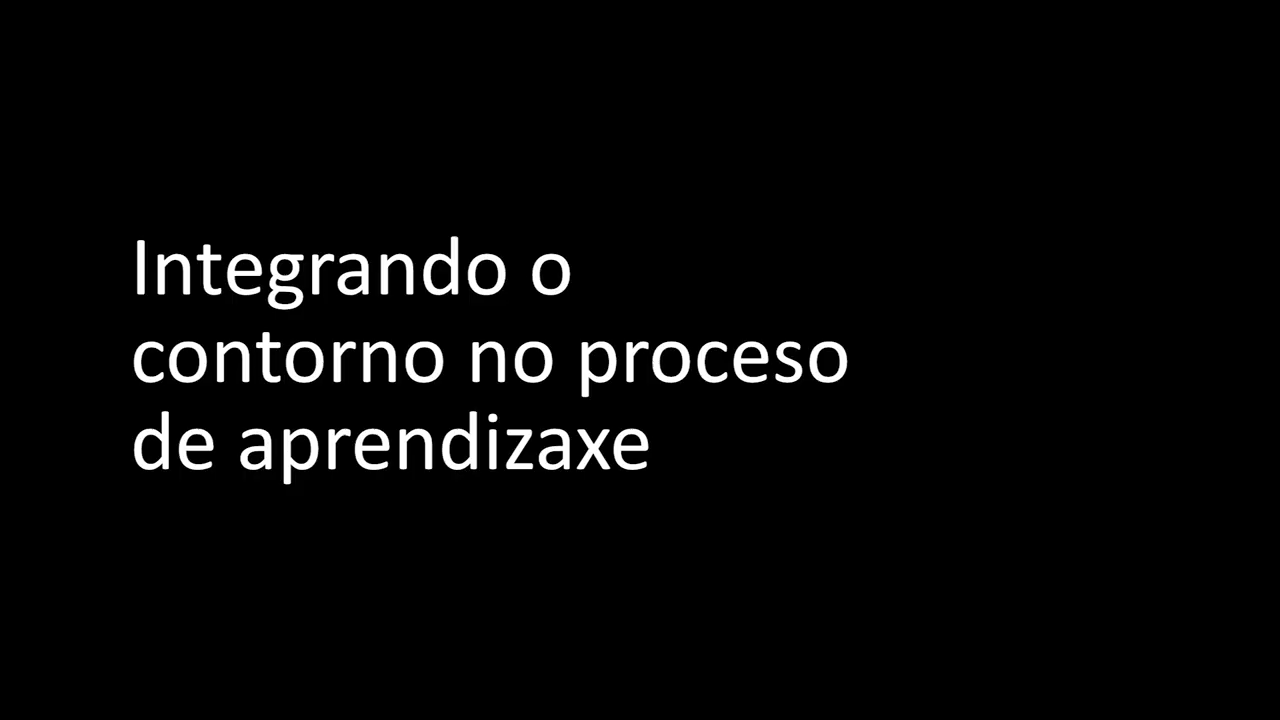 Integrando o
contorno no proceso
de aprendizaxe